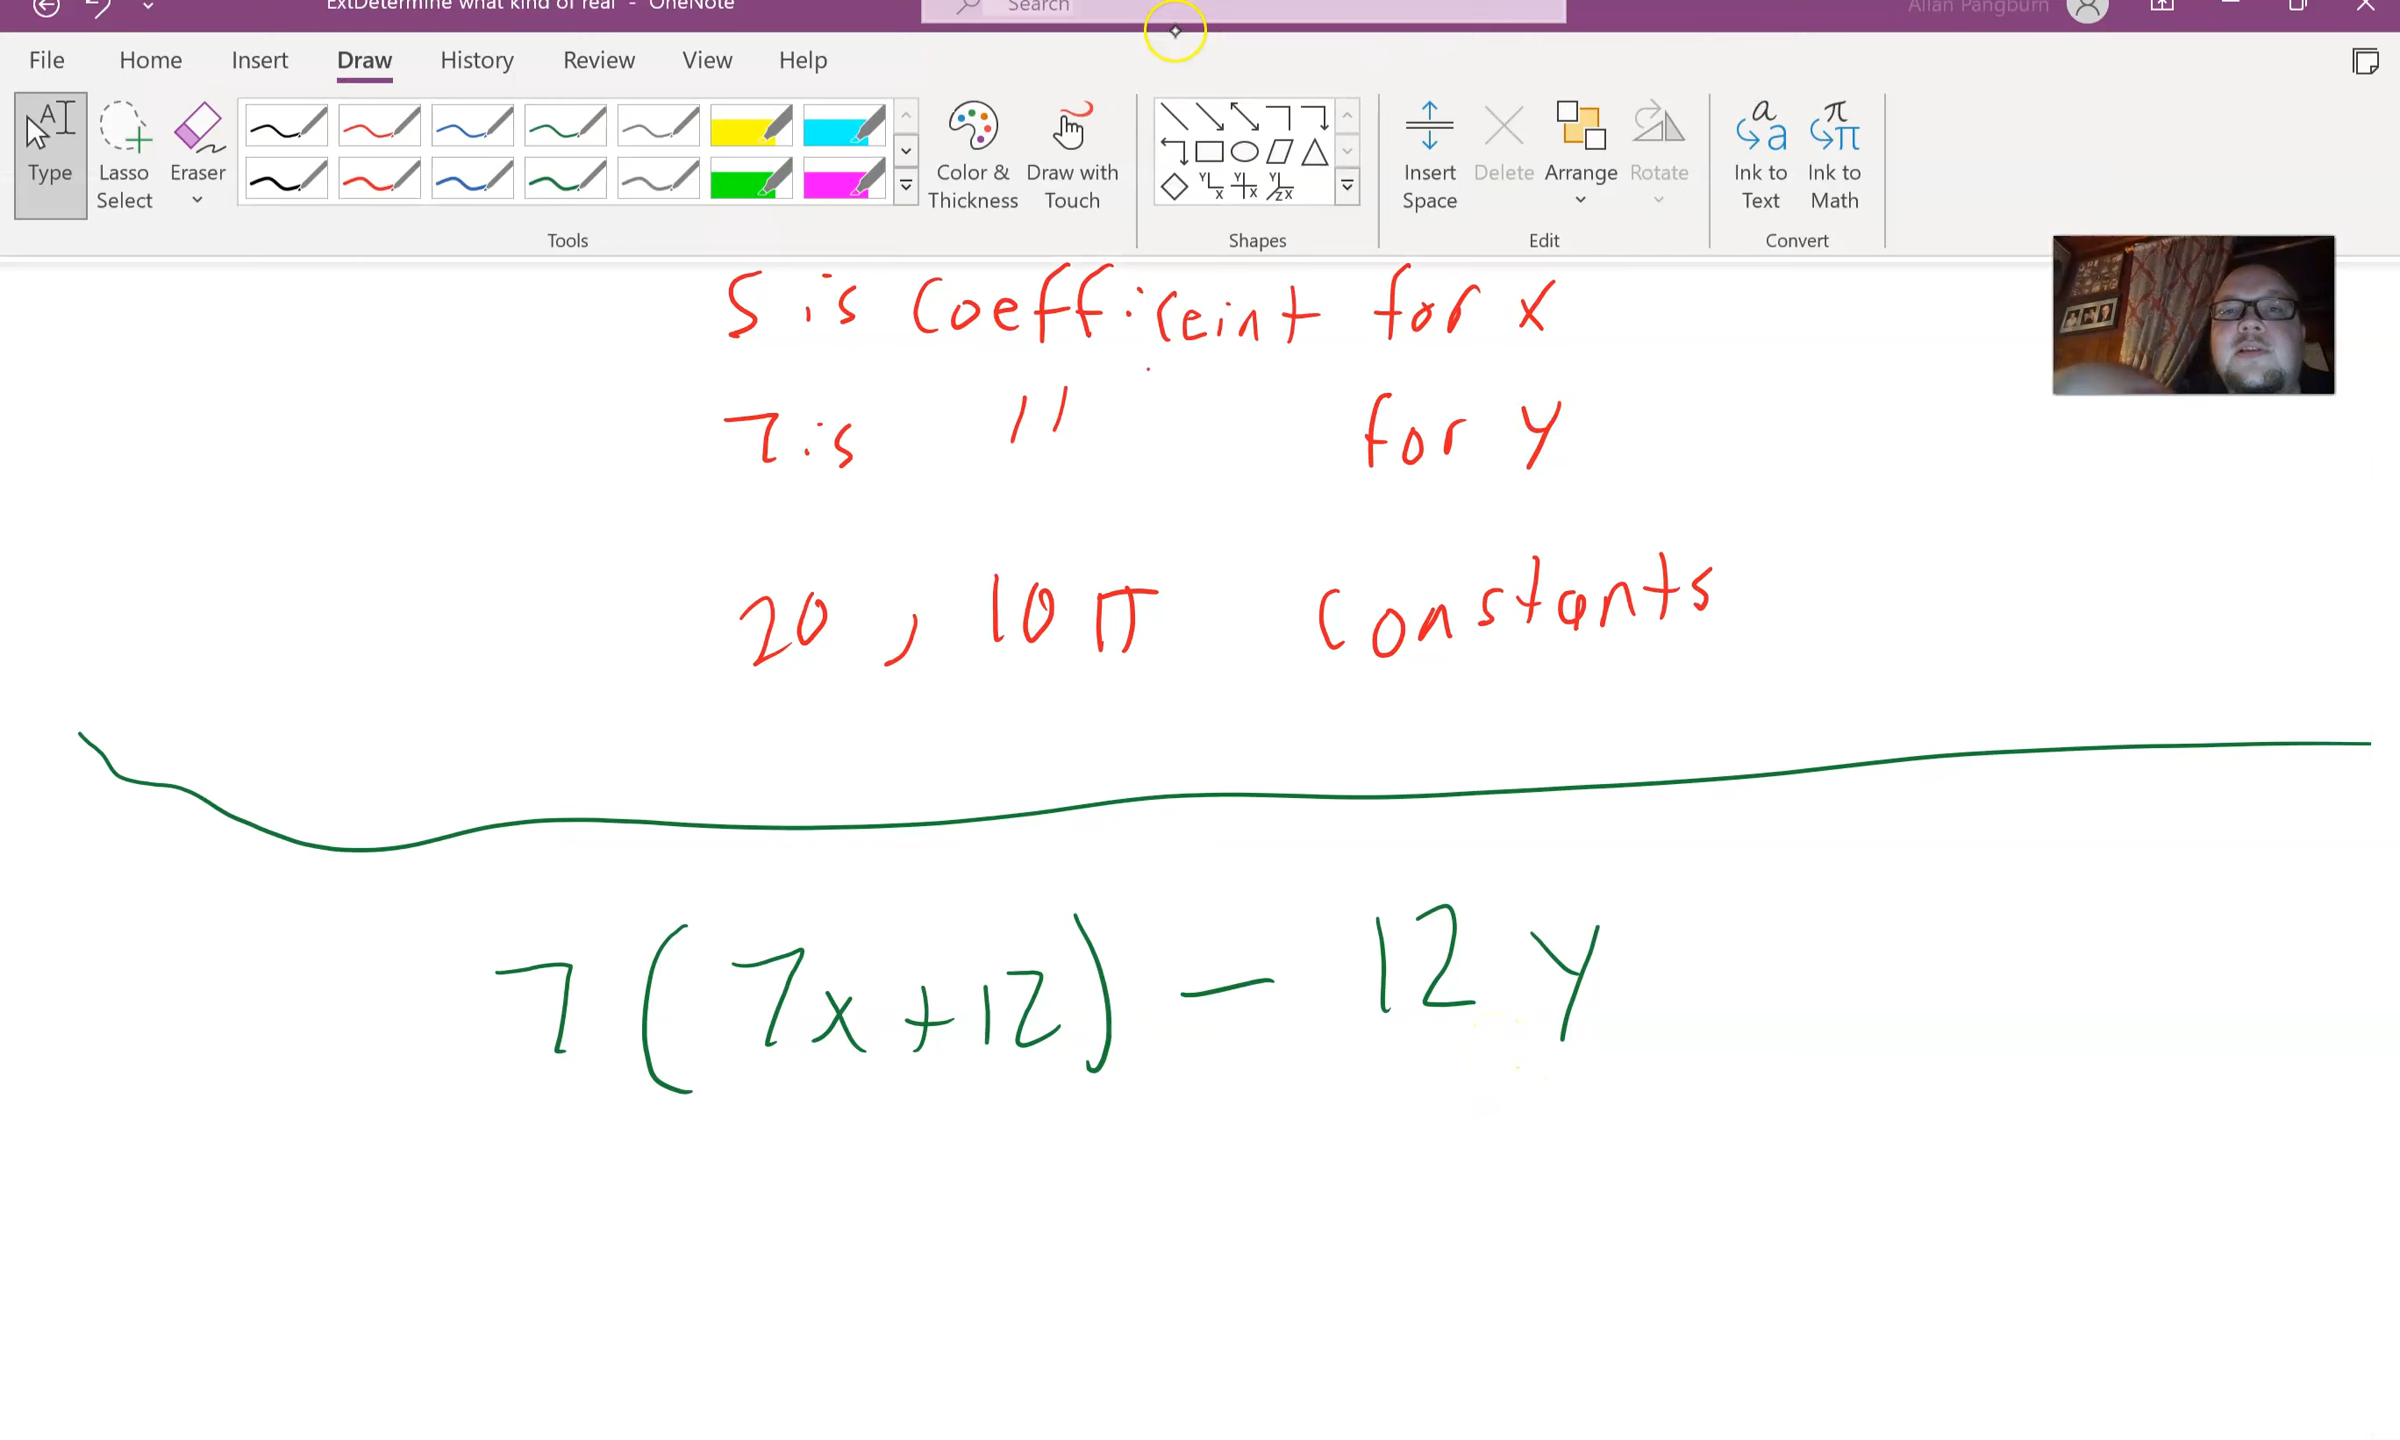 ExtDetermine what kind of real - OneNote
Search
Allan Pangburn
File Home Insert Draw History Review View Help
Type
Lasso Select
Eraser
Color & Thickness
Draw with Touch
Insert Space
Delete
Arrange
Rotate
Ink to Text
Ink to Math
Tools Shapes Edit Convert
5 is coefficeint for x
7 is " for y
20, 10π constants
7(7x+12) - 12y